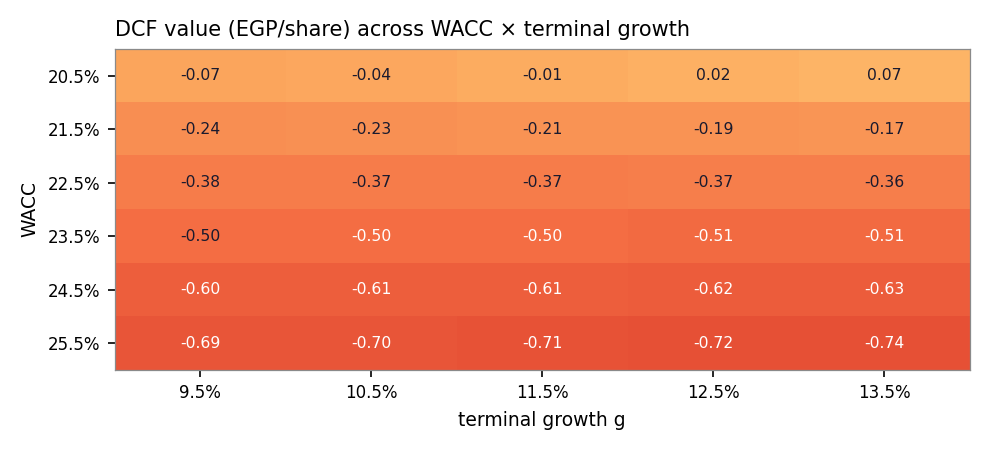 DCF value (EGP/share) across WACC × terminal growth
20.5% -0.07 -0.04 -0.01 0.02 0.07
21.5% -0.24 -0.23 -0.21 -0.19 -0.17
22.5% -0.38 -0.37 -0.37 -0.37 -0.36
23.5% -0.50 -0.50 -0.50 -0.51 -0.51
24.5% -0.60 -0.61 -0.61 -0.62 -0.63
25.5% -0.69 -0.70 -0.71 -0.72 -0.74
WACC
9.5% 10.5% 11.5% 12.5% 13.5%
terminal growth g